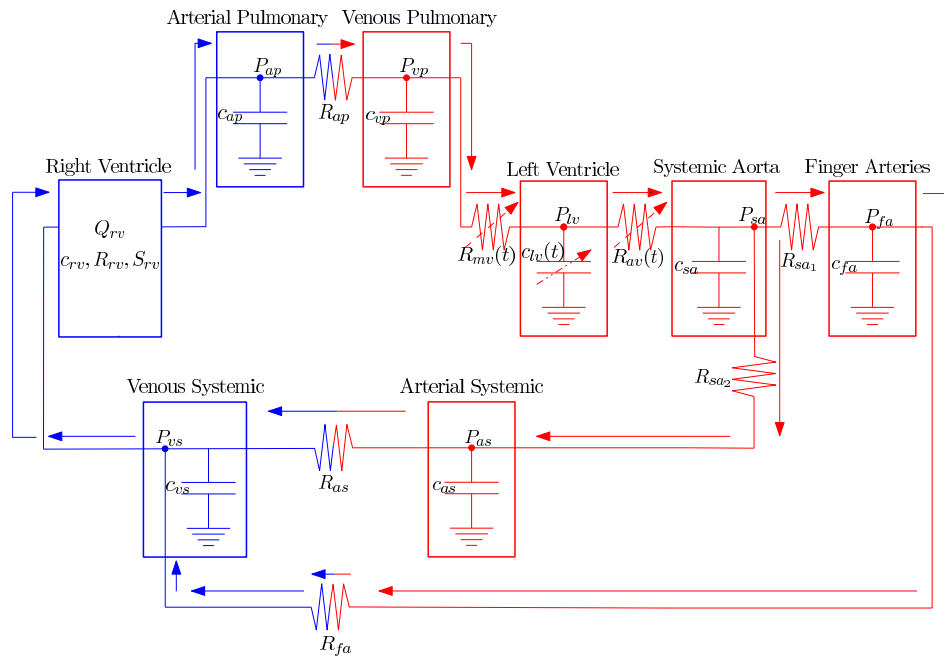 Arterial Pulmonary Venous Pulmonary
P_ap P_vp
c_ap R_ap c_vp
Right Ventricle Left Ventricle Systemic Aorta Finger Arteries
Q_rv P_lv P_sa P_fa
c_rv, R_rv, S_rv R_mv(t) c_lv(t) R_av(t) c_sa R_sa₁ c_fa
R_sa₂
Venous Systemic Arterial Systemic
P_vs P_as
c_vs R_as c_as
R_fa